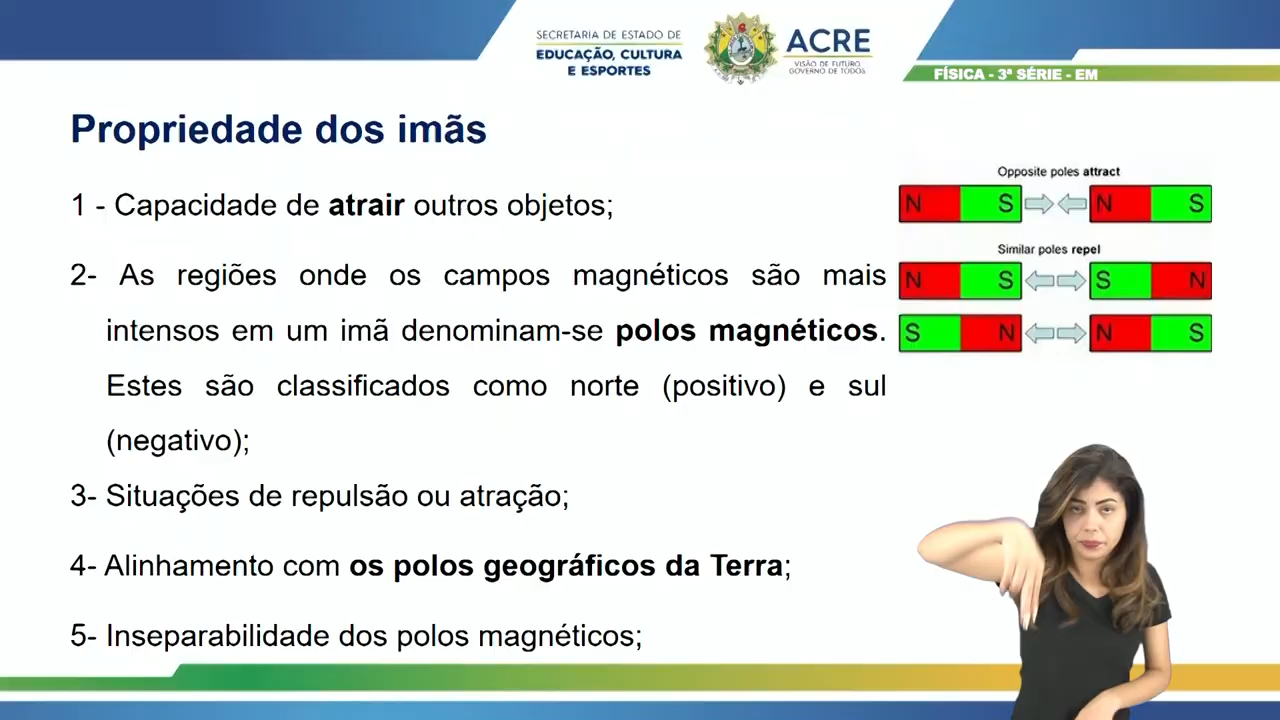 SECRETARIA DE ESTADO DE
EDUCAÇÃO, CULTURA
E ESPORTES
ACRE
VISÃO DE FUTURO
GOVERNO DE TODOS
FÍSICA - 3ª SÉRIE - EM
Propriedade dos imãs
1 - Capacidade de atrair outros objetos;
2- As regiões onde os campos magnéticos são mais
intensos em um imã denominam-se polos magnéticos.
Estes são classificados como norte (positivo) e sul
(negativo);
3- Situações de repulsão ou atração;
4- Alinhamento com os polos geográficos da Terra;
5- Inseparabilidade dos polos magnéticos;
Opposite poles attract
N S N S
Similar poles repel
N S S N
S N N S